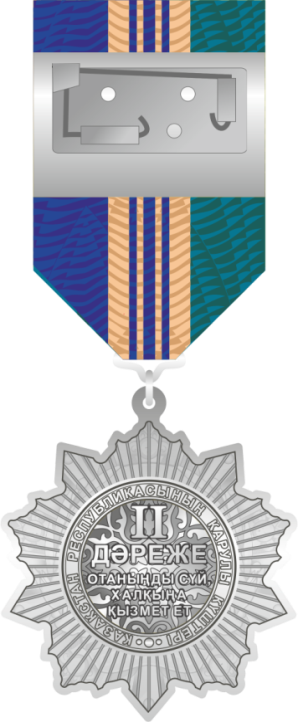 ҚАЗАҚСТАН РЕСПУБЛИКАСЫНЫҢ ҚАРУЛЫ КҮШТЕРІ
II
ДӘРЕЖЕ
ОТАНЫҢДЫ СҮЙ,
ХАЛҚЫҢА
ҚЫЗМЕТ ЕТ